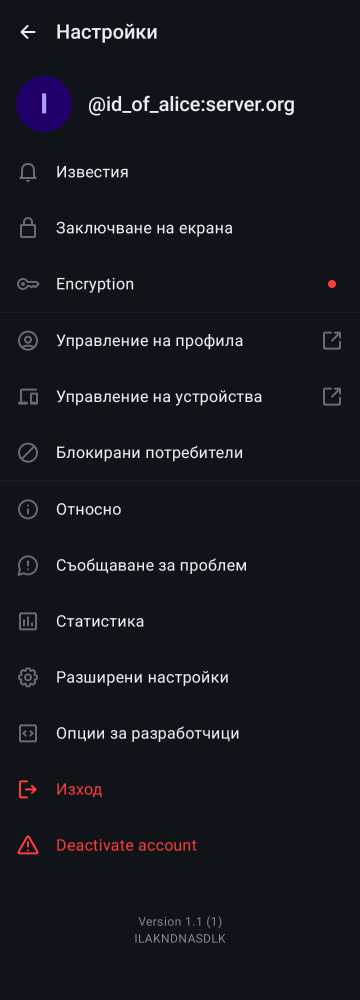 Настройки
I
@id_of_alice:server.org
Известия
Заключване на екрана
Encryption
Управление на профила
Управление на устройства
Блокирани потребители
Относно
Съобщаване за проблем
Статистика
Разширени настройки
Опции за разработчици
Изход
Deactivate account
Version 1.1 (1)
ILAKNDNASDLK